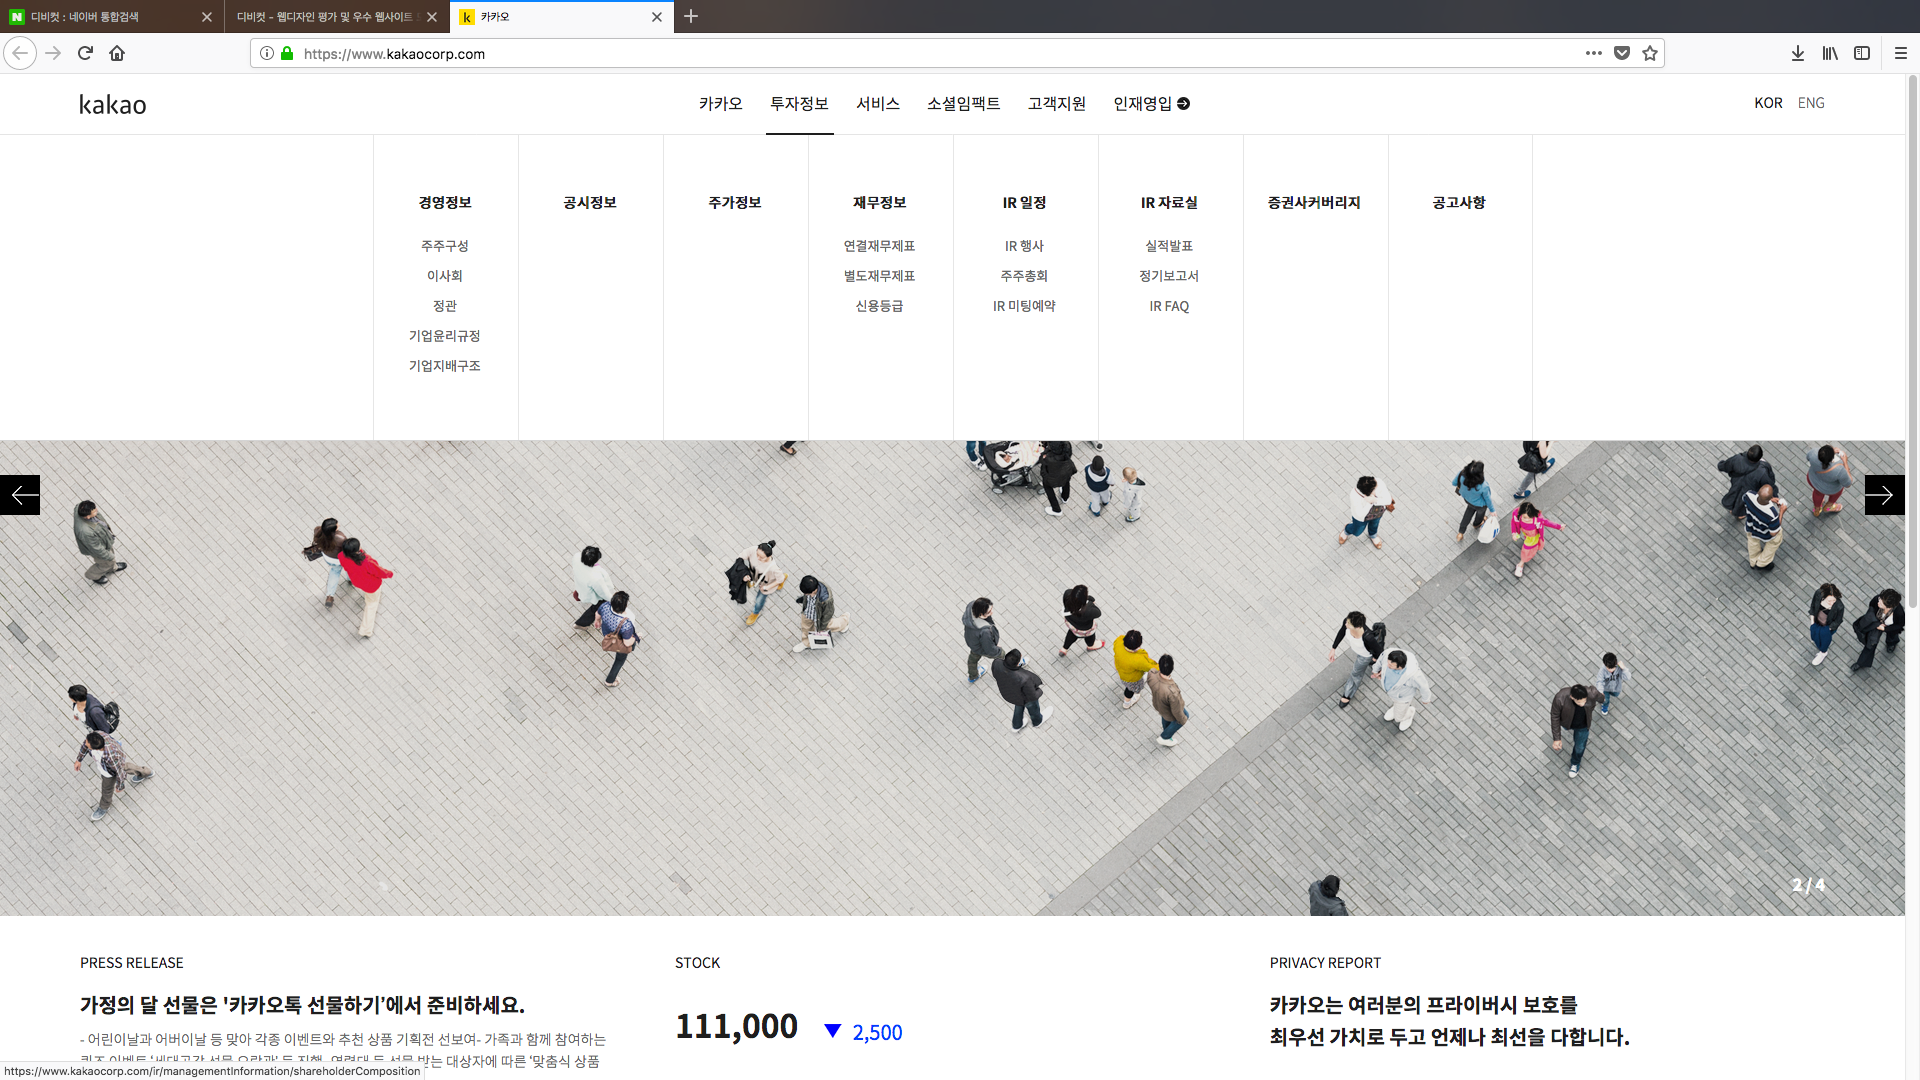 디비컷 : 네이버 통합검색
디비컷 - 웹디자인 평가 및 우수 웹사이트
카카오
https://www.kakaocorp.com
kakao
카카오 투자정보 서비스 소셜임팩트 고객지원 인재영입
KOR ENG
경영정보
주주구성
이사회
정관
기업윤리규정
기업지배구조
공시정보
주가정보
재무정보
연결재무제표
별도재무제표
신용등급
IR 일정
IR 행사
주주총회
IR 미팅예약
IR 자료실
실적발표
정기보고서
IR FAQ
증권사커버리지
공고사항
2 / 4
PRESS RELEASE
가정의 달 선물은 '카카오톡 선물하기’에서 준비하세요.
- 어린이날과 어버이날 등 맞아 각종 이벤트와 추천 상품 기획전 선보여- 가족과 함께 참여하는
퀴즈 이벤트 ‘세대공감 선물 오락관’ 등 진행- 연령대 등 선물 받는 대상자에 따른 ‘맞춤식 상품
STOCK
111,000 ▼ 2,500
PRIVACY REPORT
카카오는 여러분의 프라이버시 보호를
최우선 가치로 두고 언제나 최선을 다합니다.
https://www.kakaocorp.com/ir/managementInformation/shareholderComposition